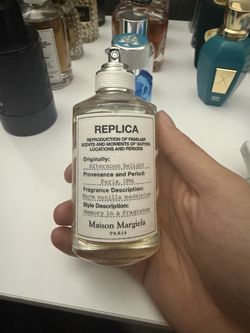 REPLICA
REPRODUCTION OF FAMILIAR
SCENTS AND MOMENTS OF VARYING
LOCATIONS AND PERIODS
Originally:
Afternoon Delight
Provenance and Period:
Paris, 
Fragrance Description:
Warm vanilla madeleine
Style Description:
Memory in a fragrance
Maison Margiela
PARIS